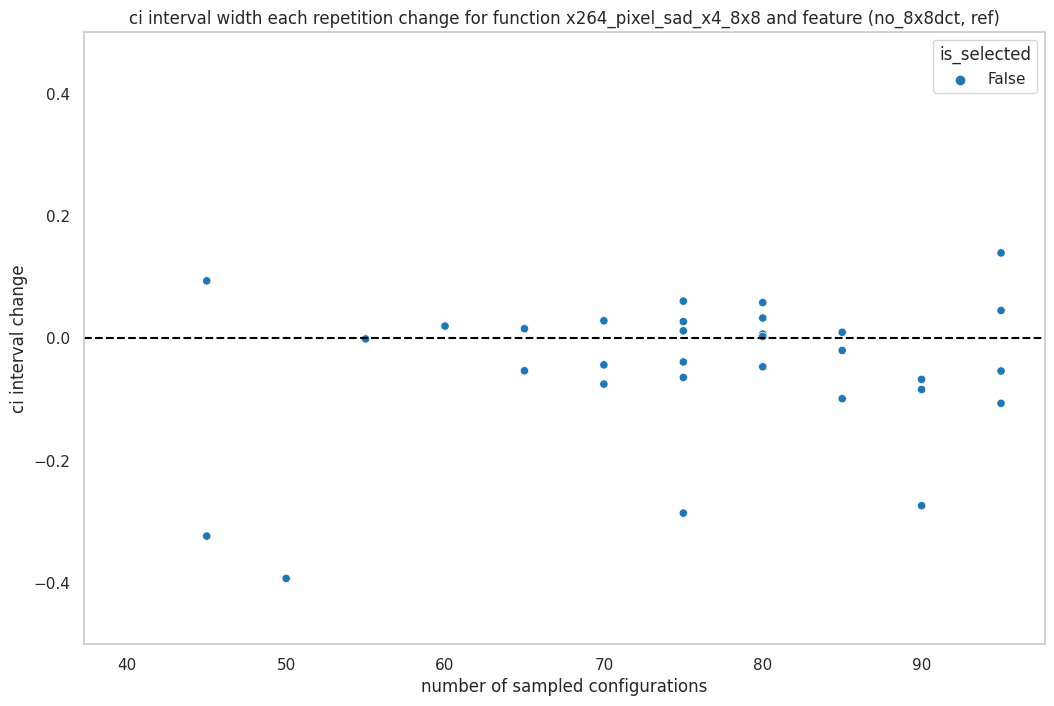 ci interval width each repetition change for function x264_pixel_sad_x4_8x8 and feature (no_8x8dct, ref)
is_selected
False
ci interval change
0.4
0.2
0.0
−0.2
−0.4
40 50 60 70 80 90
number of sampled configurations